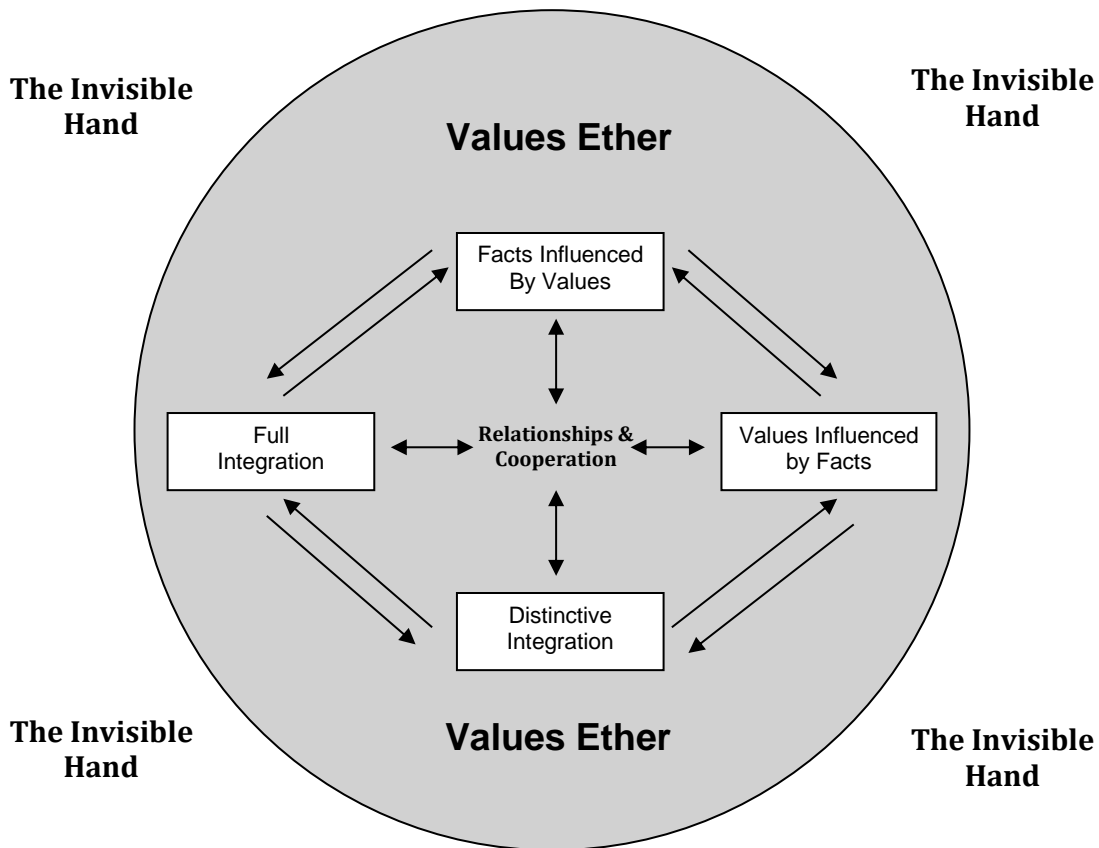 The Invisible
Hand
The Invisible
Hand
Values Ether
Facts Influenced
By Values
Full
Integration
Relationships &
Cooperation
Values Influenced
by Facts
Distinctive
Integration
Values Ether
The Invisible
Hand
The Invisible
Hand